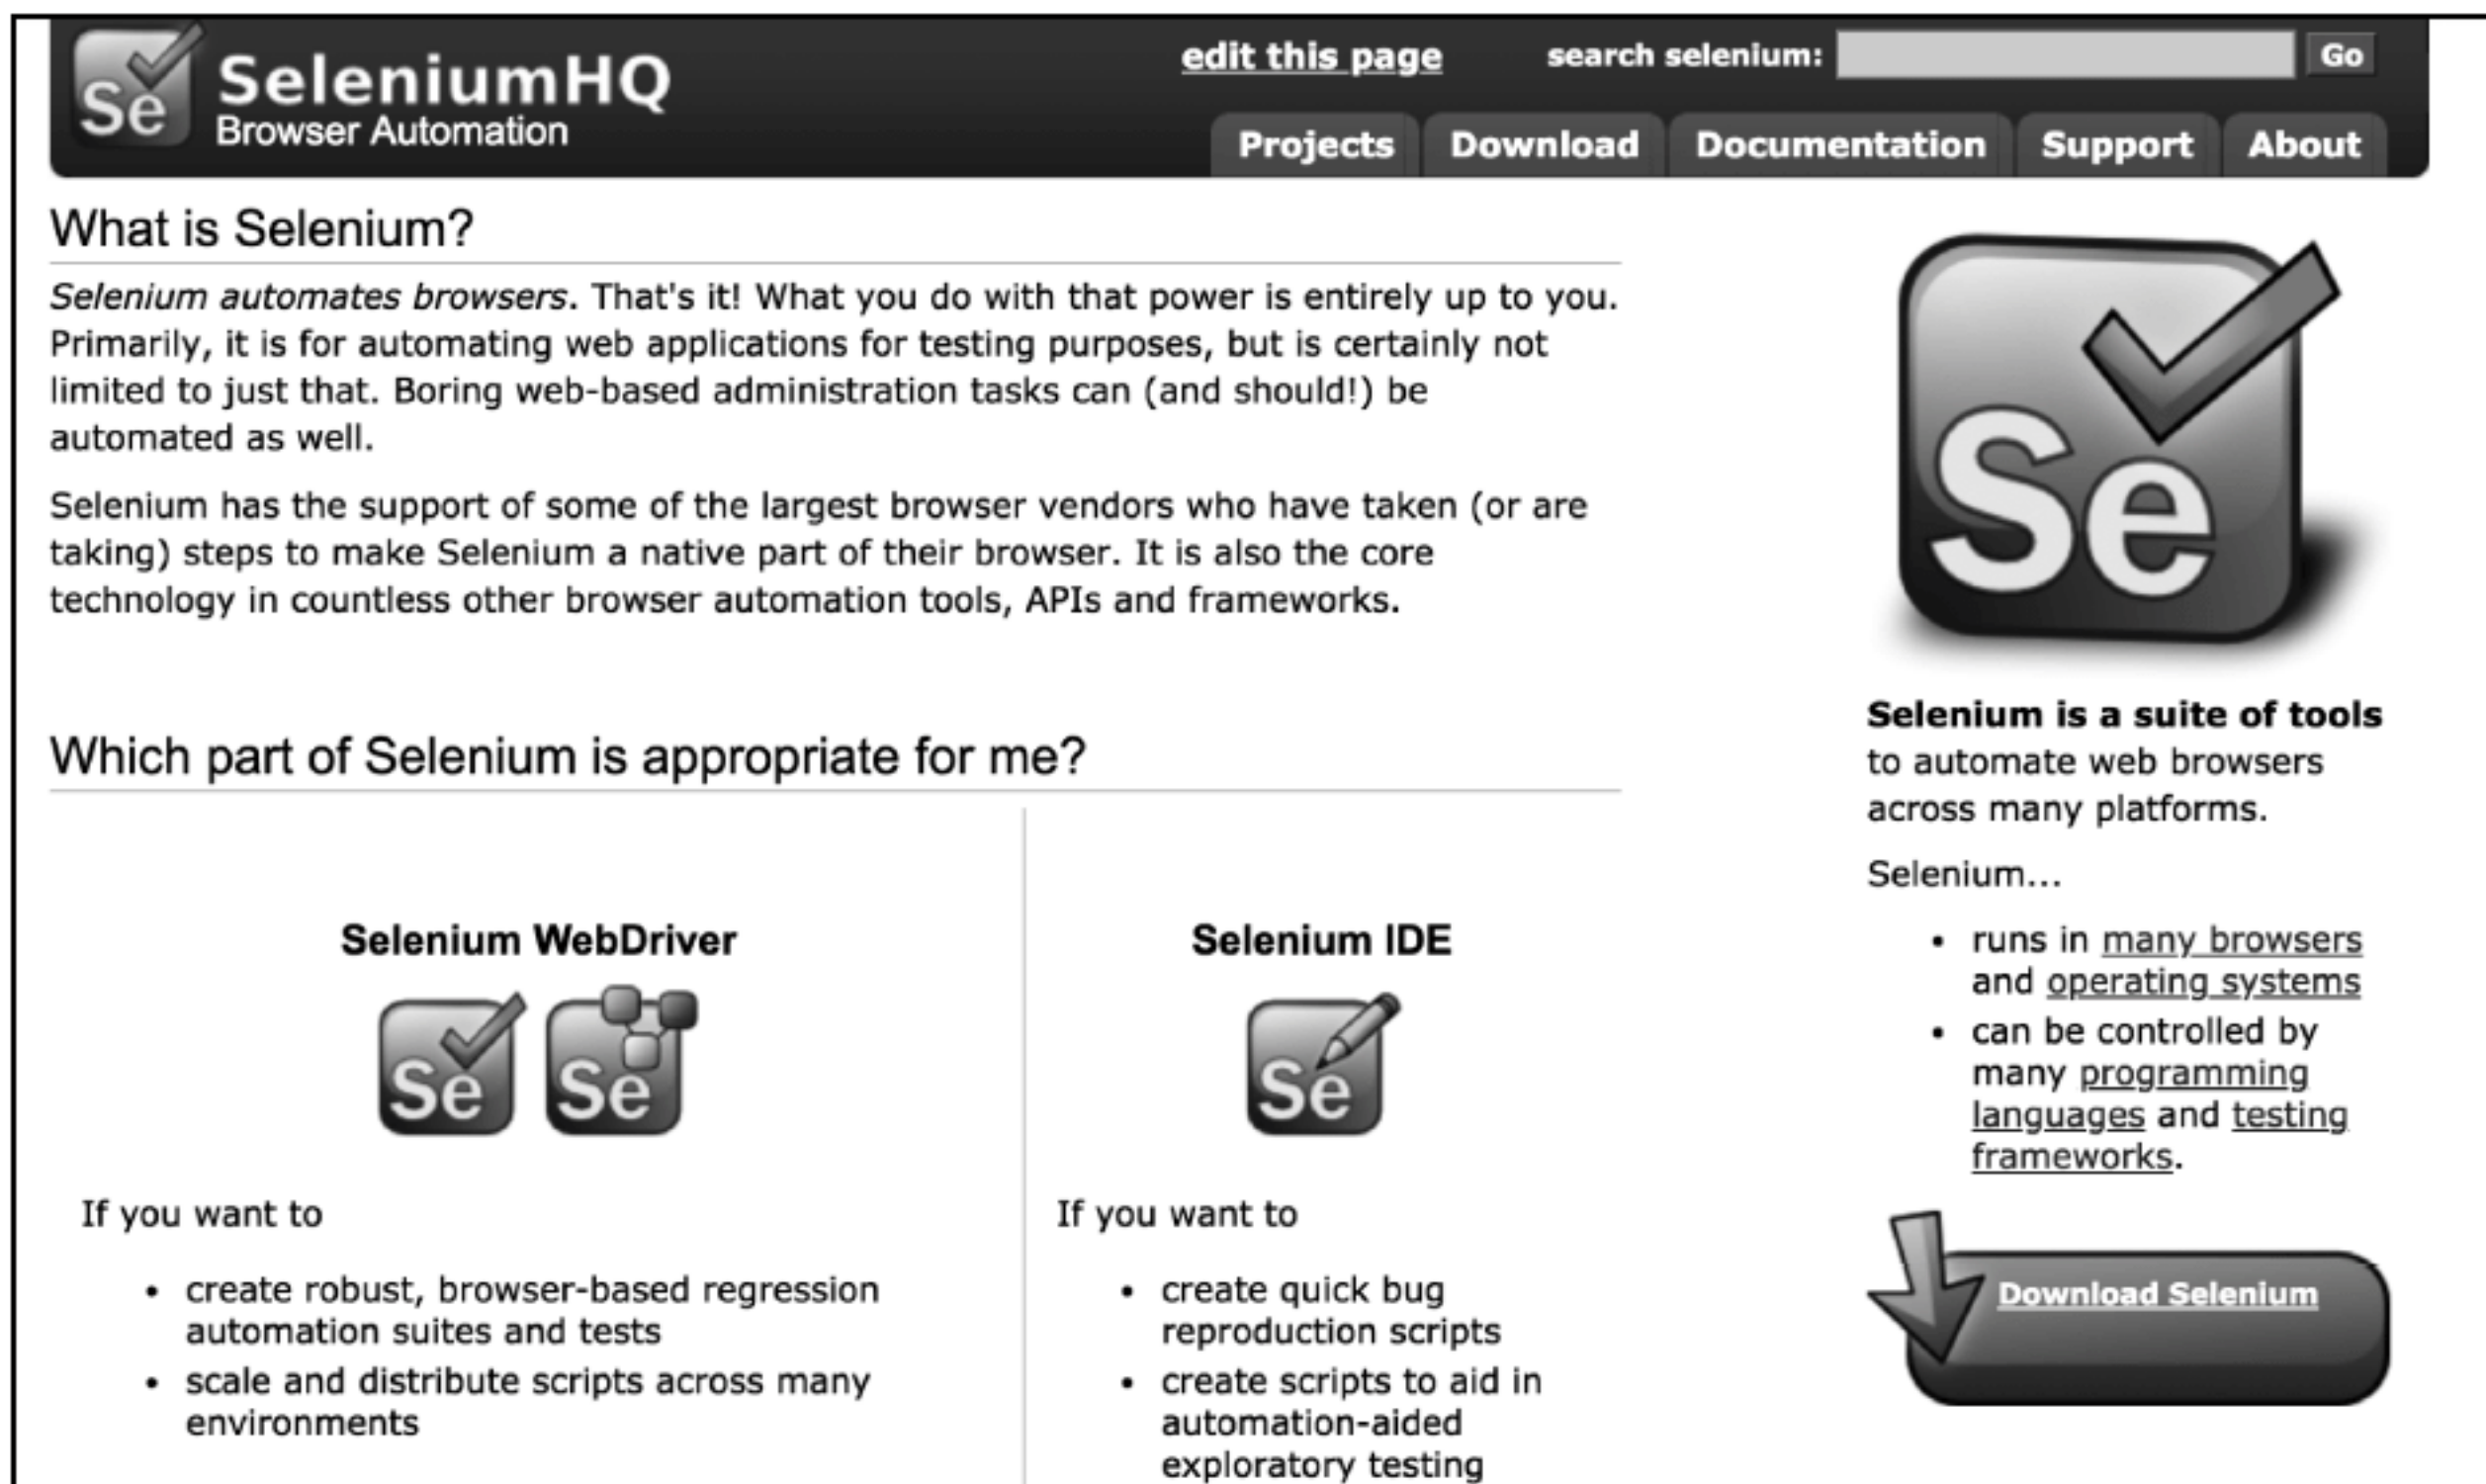 Se
SeleniumHQ
Browser Automation
edit this page
search selenium:
Go
Projects
Download
Documentation
Support
About
What is Selenium?
Selenium automates browsers. That's it! What you do with that power is entirely up to you.
Primarily, it is for automating web applications for testing purposes, but is certainly not
limited to just that. Boring web-based administration tasks can (and should!) be
automated as well.
Selenium has the support of some of the largest browser vendors who have taken (or are
taking) steps to make Selenium a native part of their browser. It is also the core
technology in countless other browser automation tools, APIs and frameworks.
Which part of Selenium is appropriate for me?
Selenium WebDriver
Se
Se
If you want to
• create robust, browser-based regression
automation suites and tests
• scale and distribute scripts across many
environments
Selenium IDE
Se
If you want to
• create quick bug
reproduction scripts
• create scripts to aid in
automation-aided
exploratory testing
Se
Selenium is a suite of tools
to automate web browsers
across many platforms.
Selenium...
• runs in many browsers
and operating systems
• can be controlled by
many programming
languages and testing
frameworks.
Download Selenium